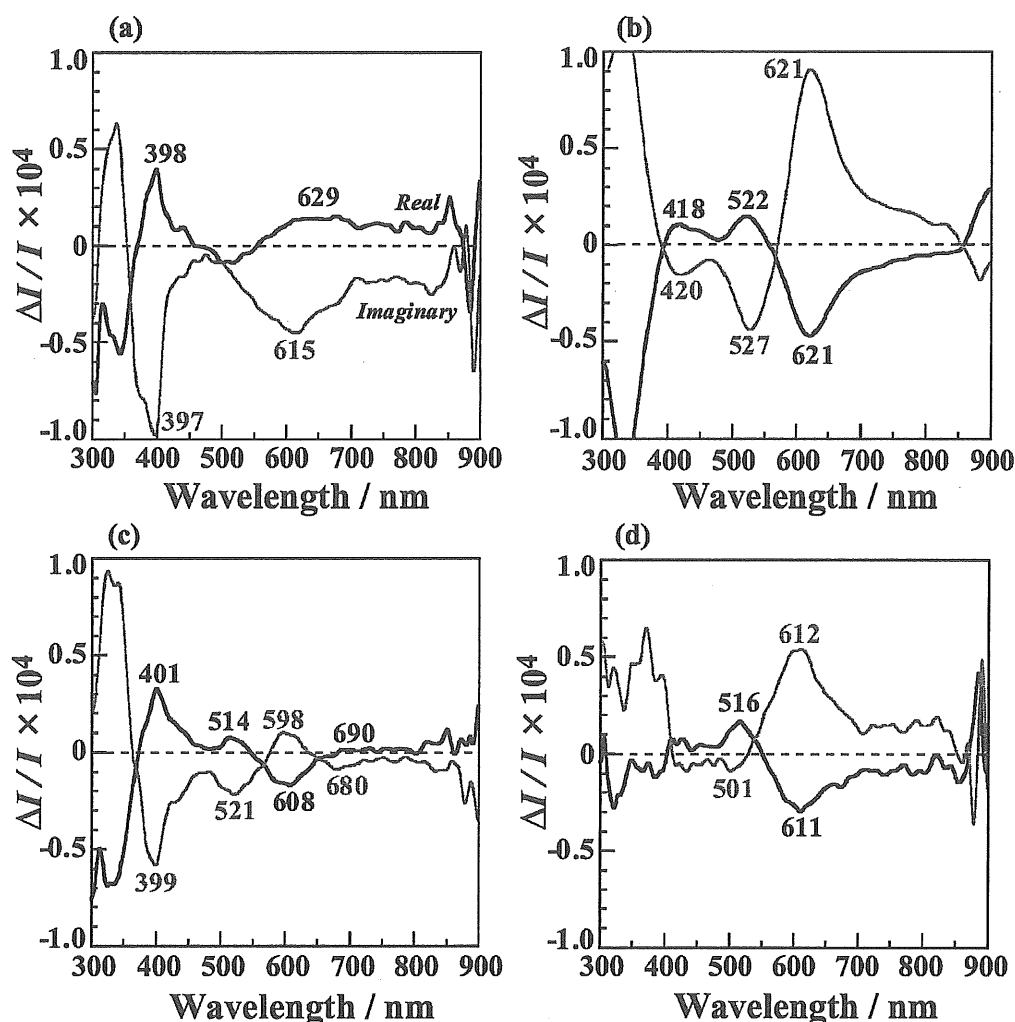 (a)
1.0
0.5
0
-0.5
-1.0
ΔI/I × 10⁴
398
629
Real
Imaginary
615
397
300 400 500 600 700 800 900
Wavelength / nm
(b)
1.0
0.5
0
-0.5
-1.0
ΔI/I × 10⁴
621
418
522
420
527
621
300 400 500 600 700 800 900
Wavelength / nm
(c)
1.0
0.5
0
-0.5
-1.0
ΔI/I × 10⁴
401
514
598
690
521
608
680
399
300 400 500 600 700 800 900
Wavelength / nm
(d)
1.0
0.5
0
-0.5
-1.0
ΔI/I × 10⁴
612
516
501
611
300 400 500 600 700 800 900
Wavelength / nm